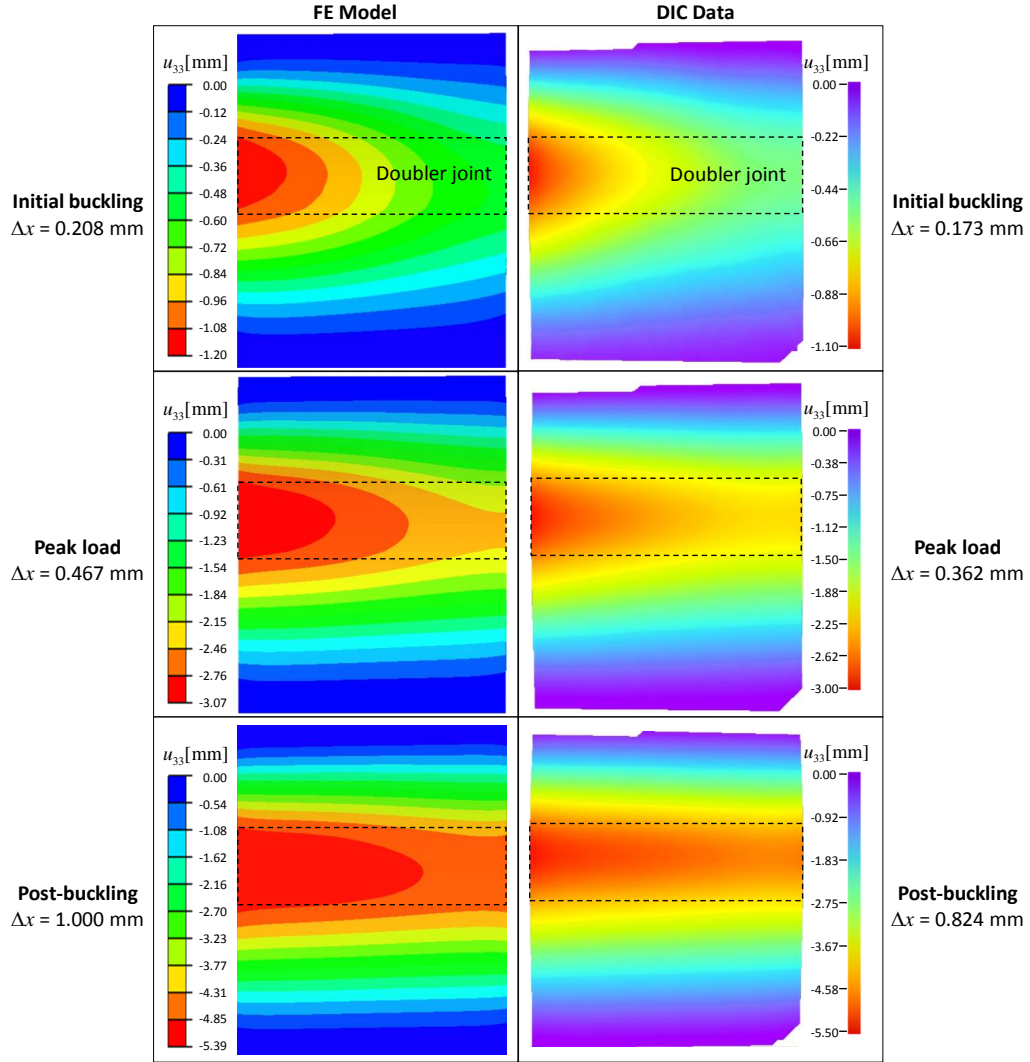 FE Model
DIC Data
Initial buckling
Δx = 0.208 mm
u33[mm]
0.00
-0.12
-0.24
-0.36
-0.48
-0.60
-0.72
-0.84
-0.96
-1.08
-1.20
Doubler joint
Doubler joint
u33[mm]
0.00
-0.22
-0.44
-0.66
-0.88
-1.10
Initial buckling
Δx = 0.173 mm
Peak load
Δx = 0.467 mm
u33[mm]
0.00
-0.31
-0.61
-0.92
-1.23
-1.54
-1.84
-2.15
-2.46
-2.76
-3.07
u33[mm]
0.00
-0.38
-0.75
-1.12
-1.50
-1.88
-2.25
-2.62
-3.00
Peak load
Δx = 0.362 mm
Post-buckling
Δx = 1.000 mm
u33[mm]
0.00
-0.54
-1.08
-1.62
-2.16
-2.70
-3.23
-3.77
-4.31
-4.85
-5.39
u33[mm]
0.00
-0.92
-1.83
-2.75
-3.67
-4.58
-5.50
Post-buckling
Δx = 0.824 mm